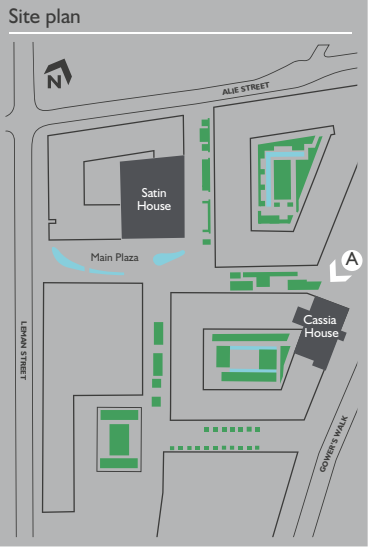 Site plan
N
ALIE STREET
Satin
House
Main Plaza
A
Cassia
House
LEMAN STREET
GOWER'S WALK